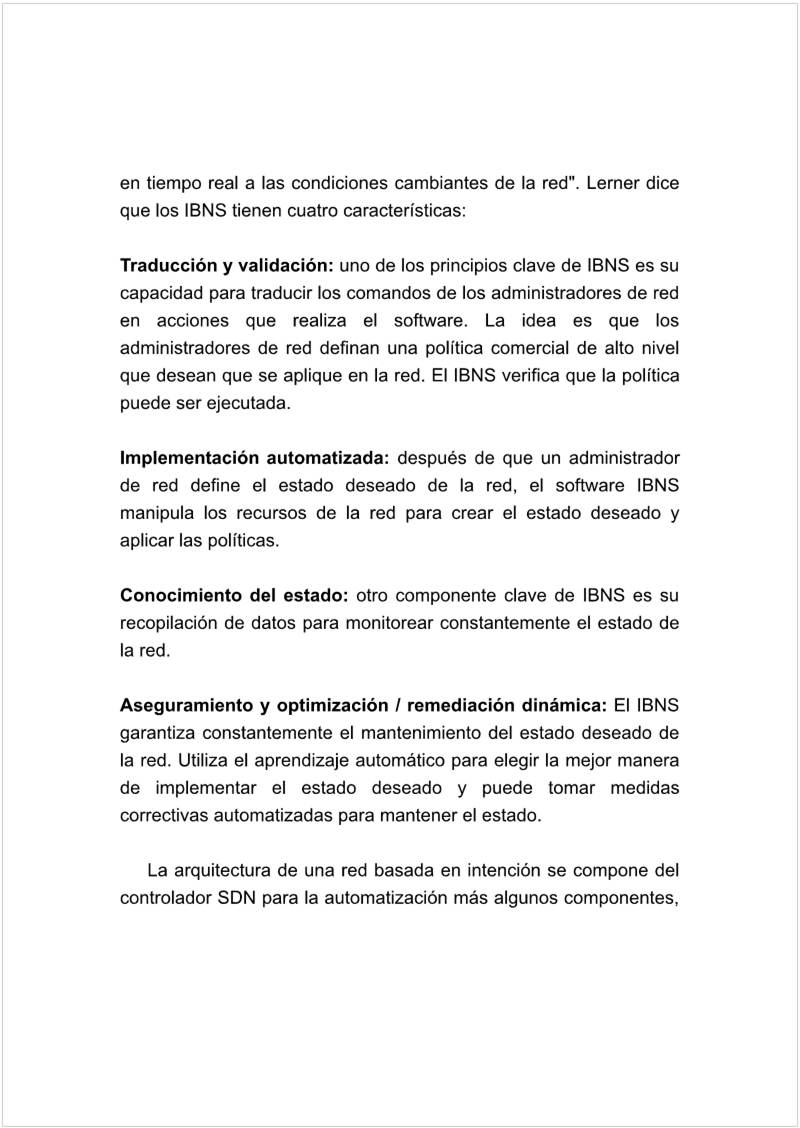 en tiempo real a las condiciones cambiantes de la red". Lerner dice
que los IBNS tienen cuatro características:
Traducción y validación: uno de los principios clave de IBNS es su
capacidad para traducir los comandos de los administradores de red
en acciones que realiza el software. La idea es que los
administradores de red definan una política comercial de alto nivel
que desean que se aplique en la red. El IBNS verifica que la política
puede ser ejecutada.
Implementación automatizada: después de que un administrador
de red define el estado deseado de la red, el software IBNS
manipula los recursos de la red para crear el estado deseado y
aplicar las políticas.
Conocimiento del estado: otro componente clave de IBNS es su
recopilación de datos para monitorear constantemente el estado de
la red.
Aseguramiento y optimización / remediación dinámica: El IBNS
garantiza constantemente el mantenimiento del estado deseado de
la red. Utiliza el aprendizaje automático para elegir la mejor manera
de implementar el estado deseado y puede tomar medidas
correctivas automatizadas para mantener el estado.
La arquitectura de una red basada en intención se compone del
controlador SDN para la automatización más algunos componentes,